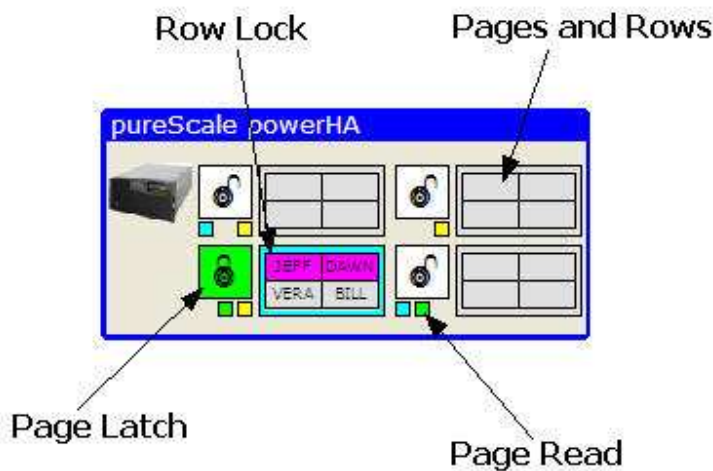 Row Lock
Pages and Rows
pureScale powerHA
JEFF DAWN
VERA BILL
Page Latch
Page Read